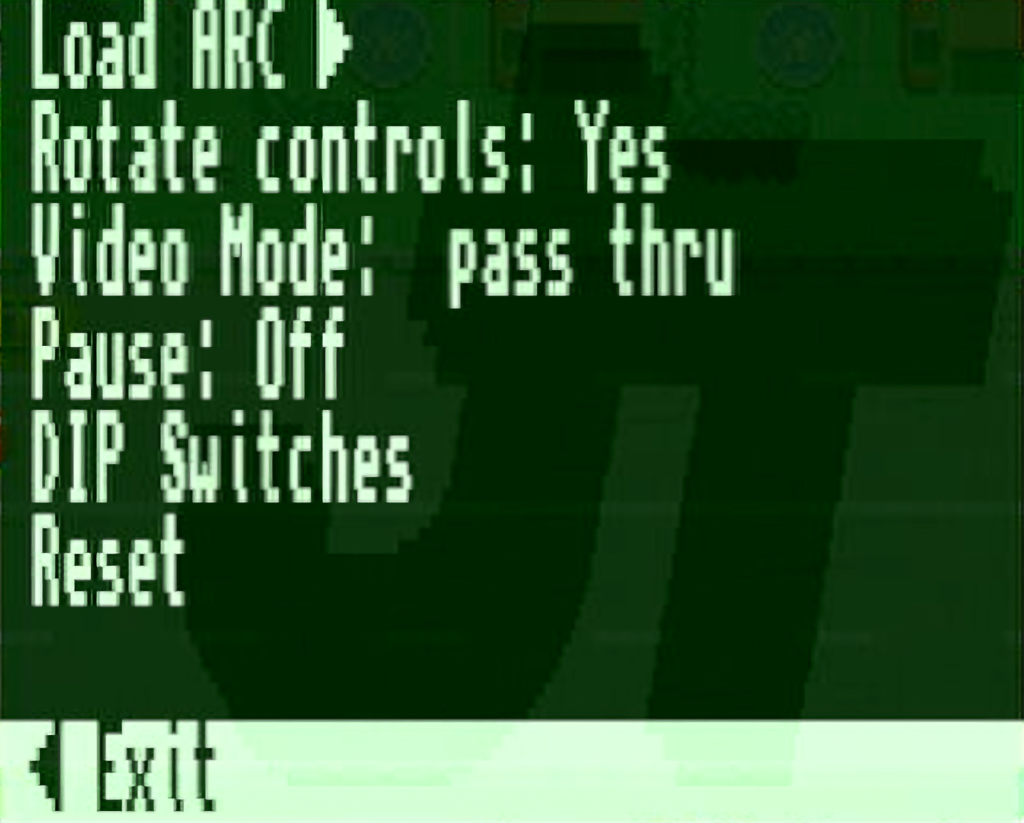 Load ARC ▶
Rotate controls: Yes
Video Mode:  pass thru
Pause: Off
DIP Switches
Reset
◀ Exit